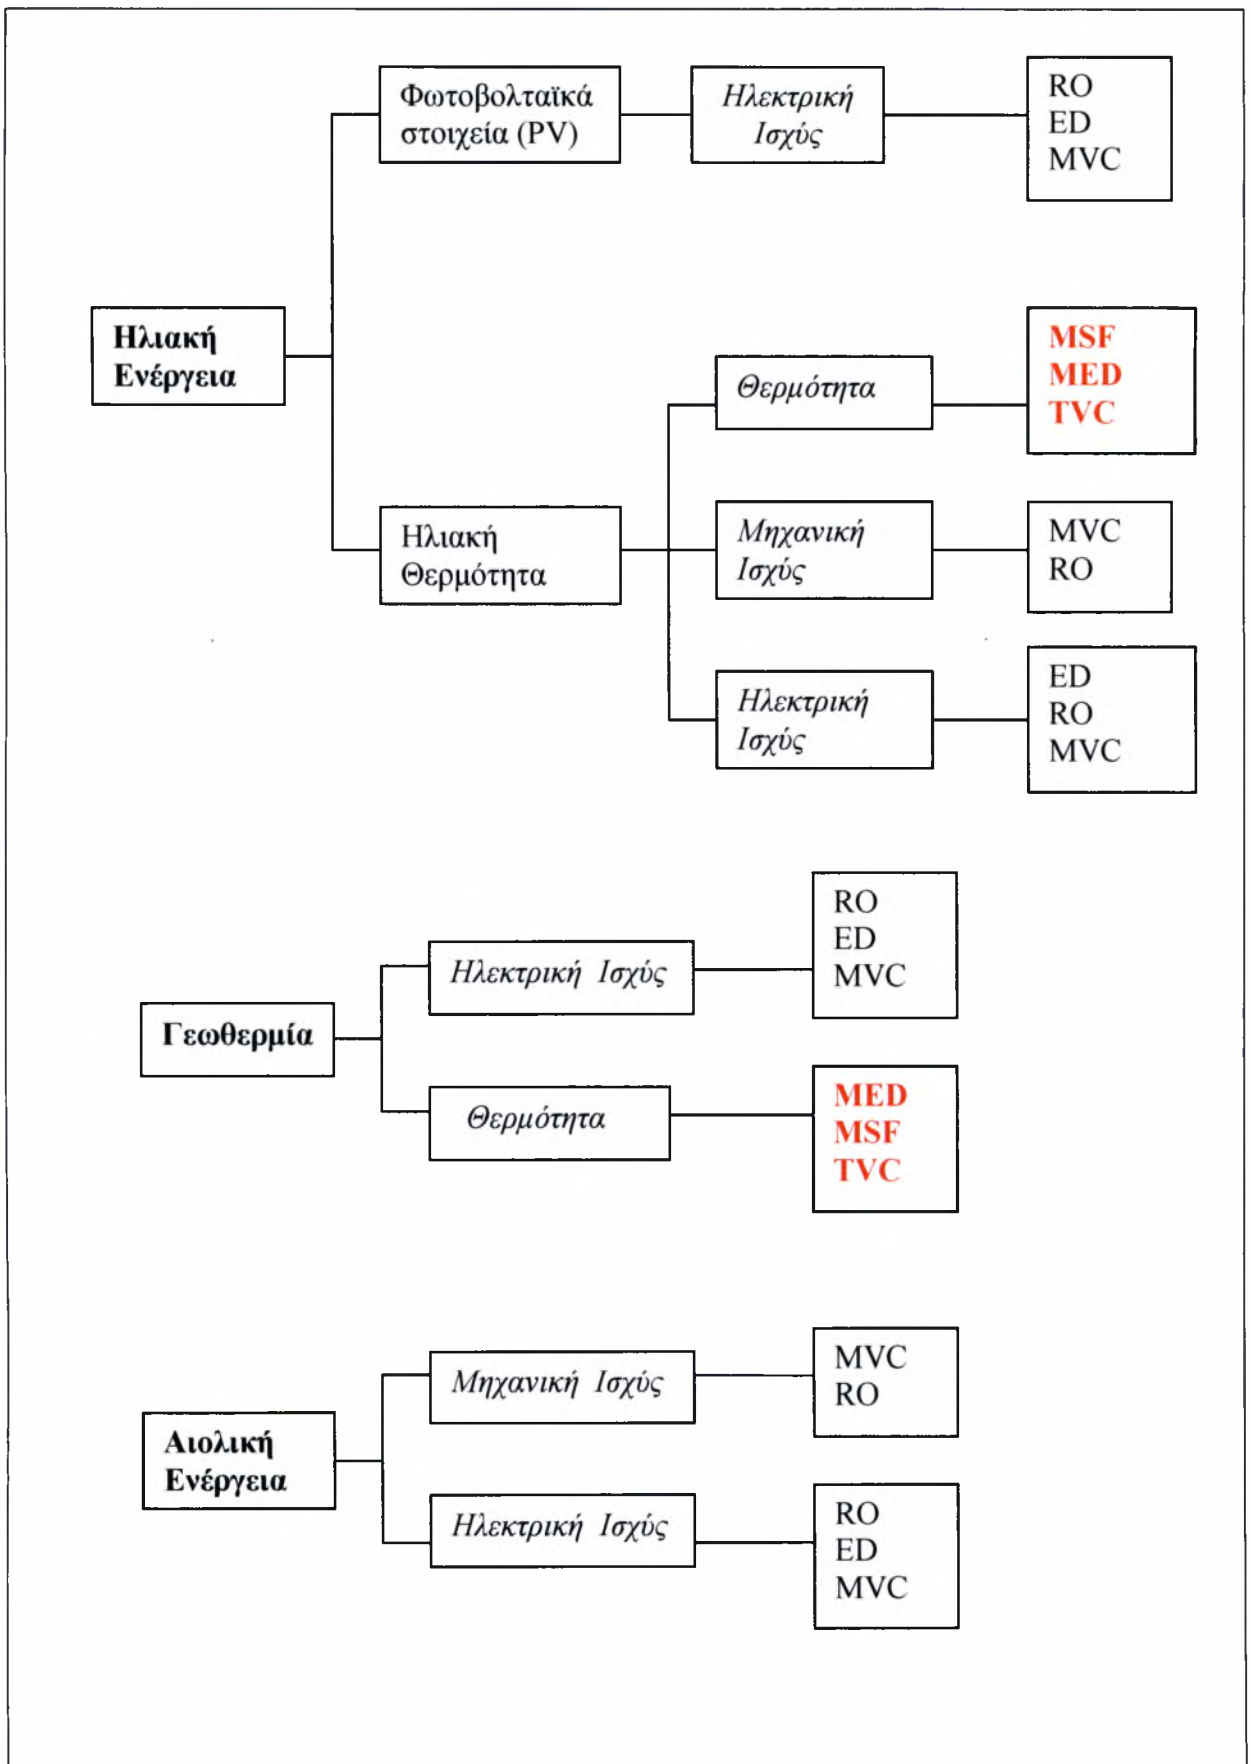 Φωτοβολταϊκά
στοιχεία (PV)
Ηλεκτρική
Ισχύς
RO
ED
MVC
Ηλιακή
Ενέργεια
Θερμότητα
MSF
MED
TVC
Ηλιακή
Θερμότητα
Μηχανική
Ισχύς
MVC
RO
Ηλεκτρική
Ισχύς
ED
RO
MVC
Γεωθερμία
Ηλεκτρική Ισχύς
RO
ED
MVC
Θερμότητα
MED
MSF
TVC
Αιολική
Ενέργεια
Μηχανική Ισχύς
MVC
RO
Ηλεκτρική Ισχύς
RO
ED
MVC